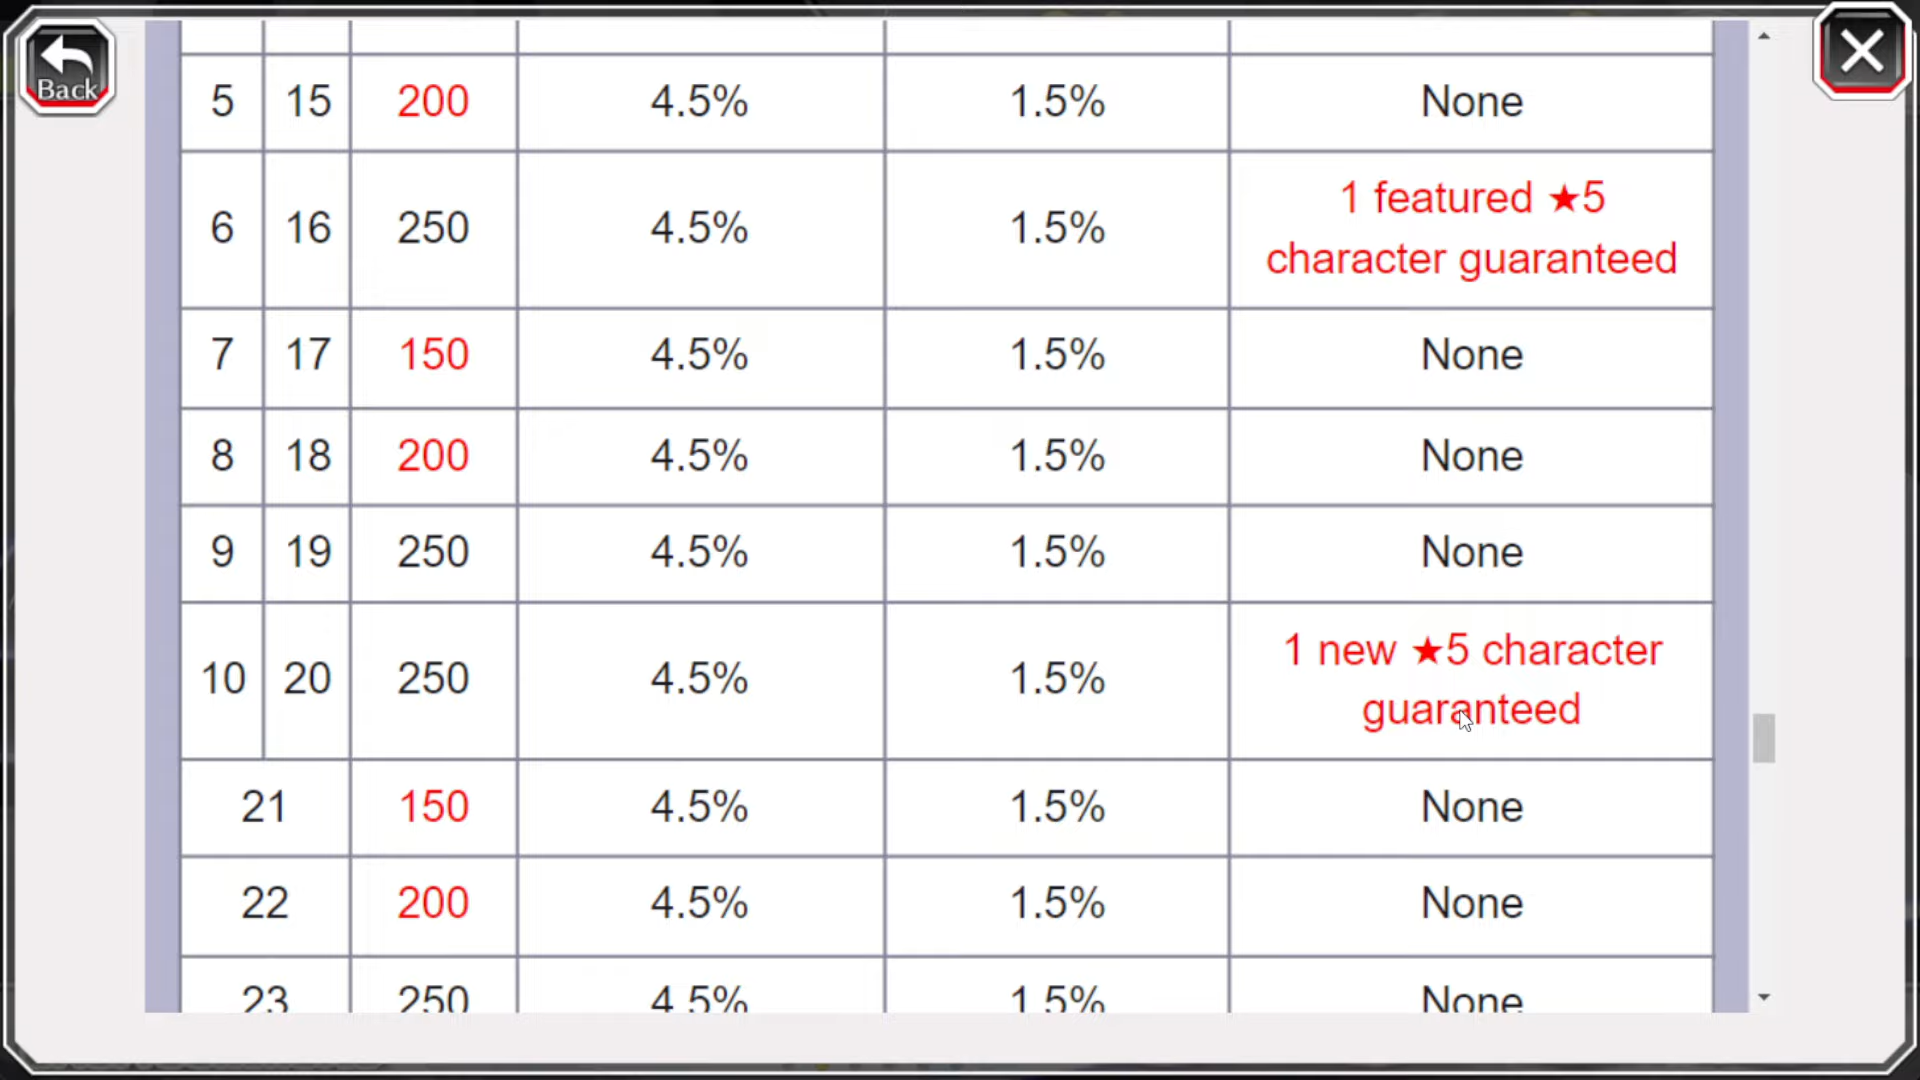 Back
5 15 200 4.5% 1.5% None
6 16 250 4.5% 1.5% 1 featured ★5
character guaranteed
7 17 150 4.5% 1.5% None
8 18 200 4.5% 1.5% None
9 19 250 4.5% 1.5% None
10 20 250 4.5% 1.5% 1 new ★5 character
guaranteed
21 150 4.5% 1.5% None
22 200 4.5% 1.5% None
23 250 4.5% 1.5% None